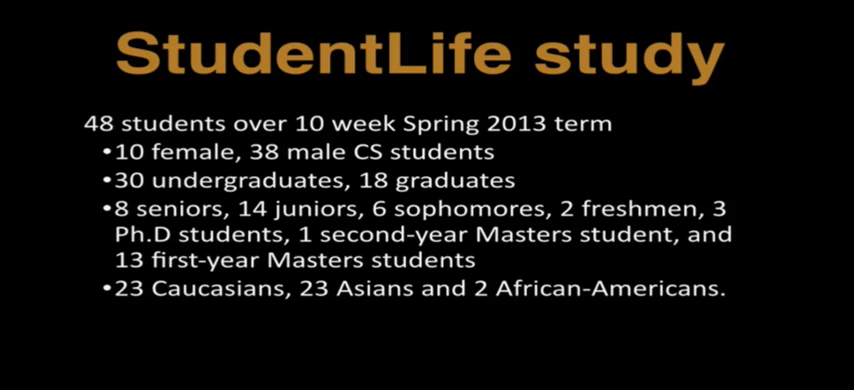 StudentLife study
48 students over 10 week Spring 2013 term
•10 female, 38 male CS students
•30 undergraduates, 18 graduates
•8 seniors, 14 juniors, 6 sophomores, 2 freshmen, 3
Ph.D students, 1 second-year Masters student, and
13 first-year Masters students
•23 Caucasians, 23 Asians and 2 African-Americans.